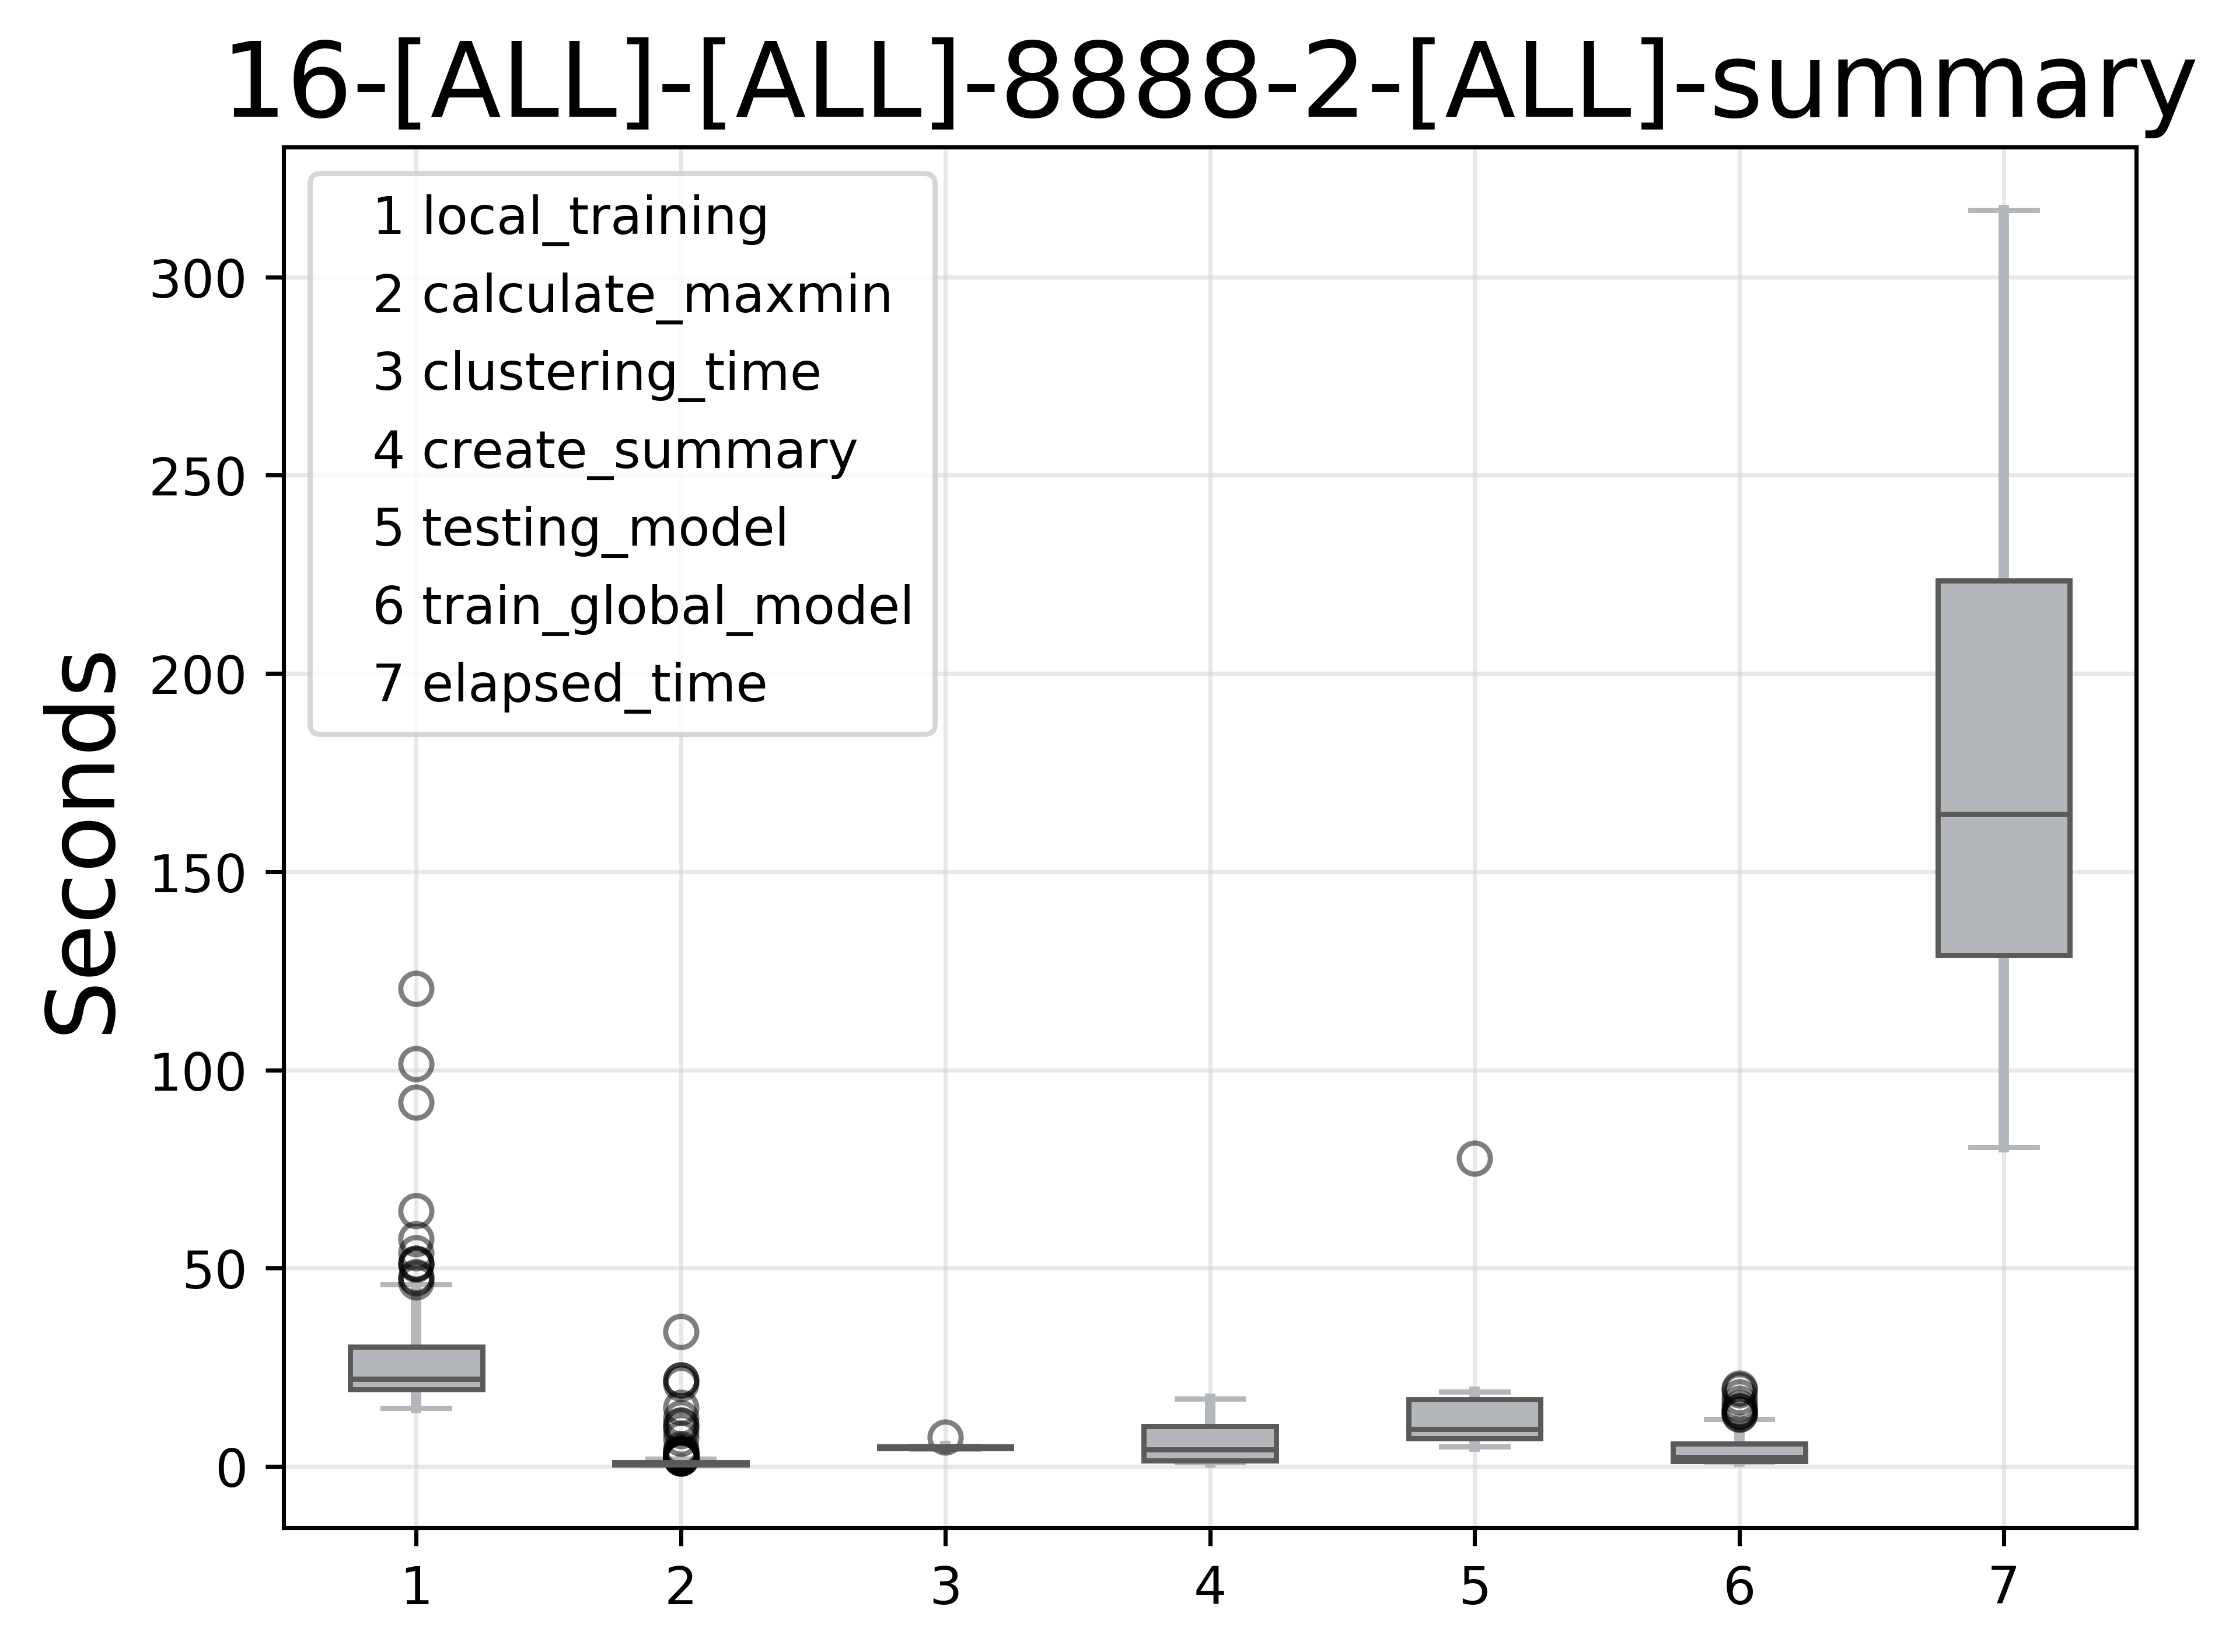 16-[ALL]-[ALL]-8888-2-[ALL]-summary
1 local_training
2 calculate_maxmin
3 clustering_time
4 create_summary
5 testing_model
6 train_global_model
7 elapsed_time
Seconds
300
250
200
150
100
50
0
1 2 3 4 5 6 7